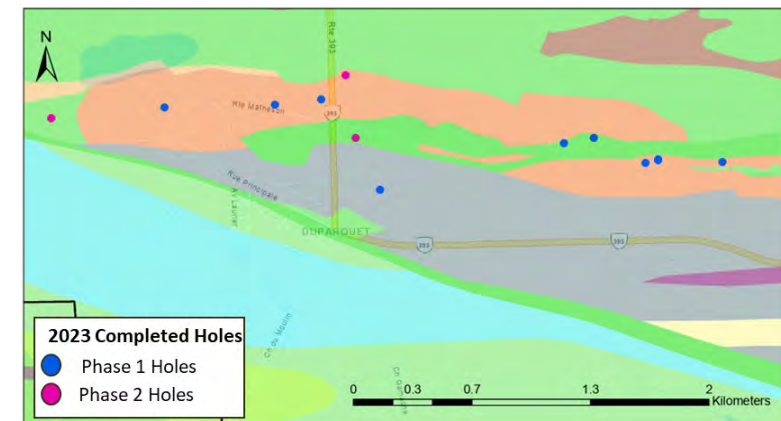 N
Rte 393
Rte Matheson
393
Rue Principale
Av Laurier
DUPARQUET
393
393
Ch du Moulin
2023 Completed Holes
Phase 1 Holes
Phase 2 Holes
0 0.3 0.7 1.3 2
Kilometers